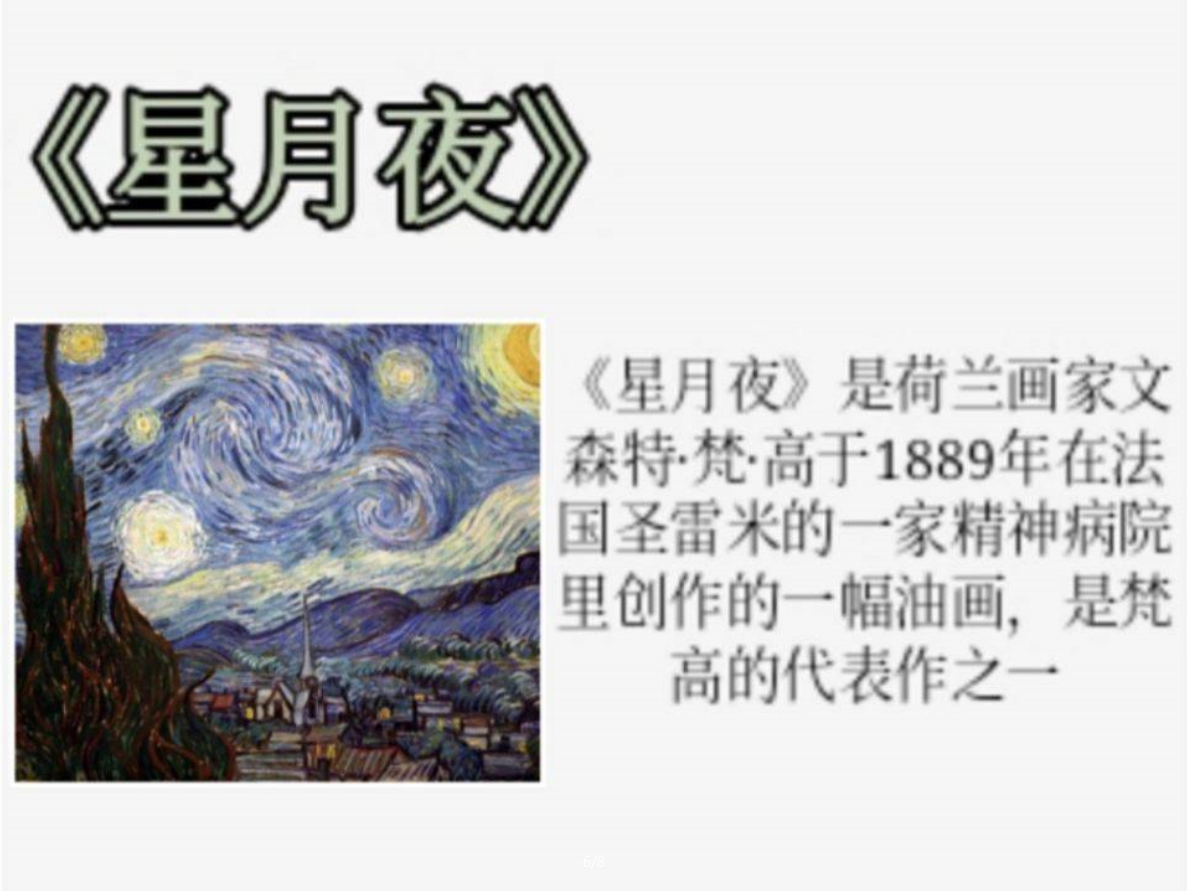 《星月夜》
《星月夜》是荷兰画家文
森特·梵·高于1889年在法
国圣雷米的一家精神病院
里创作的一幅油画，是梵
高的代表作之一
6/8